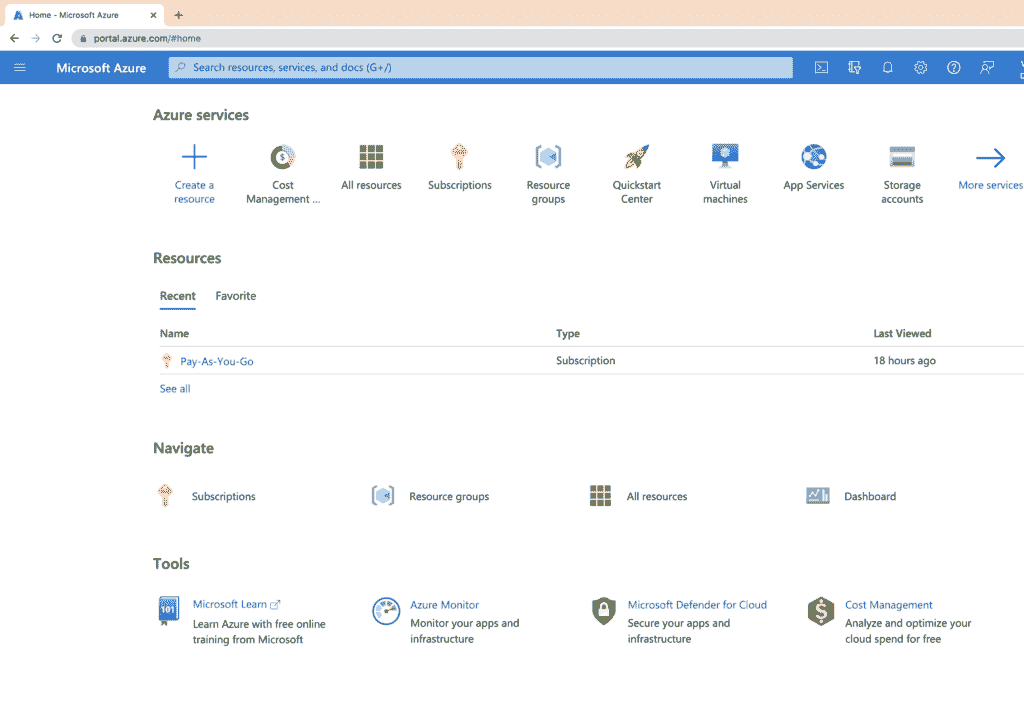 Home - Microsoft Azure
portal.azure.com/#home
Microsoft Azure
Search resources, services, and docs (G+/)
Azure services
Create a
resource
Cost
Management ...
All resources
Subscriptions
Resource
groups
Quickstart
Center
Virtual
machines
App Services
Storage
accounts
More services
Resources
Recent Favorite
Name Type Last Viewed
Pay-As-You-Go Subscription 18 hours ago
See all
Navigate
Subscriptions Resource groups All resources Dashboard
Tools
101
Microsoft Learn
Learn Azure with free online
training from Microsoft
Azure Monitor
Monitor your apps and
infrastructure
Microsoft Defender for Cloud
Secure your apps and
infrastructure
Cost Management
Analyze and optimize your
cloud spend for free